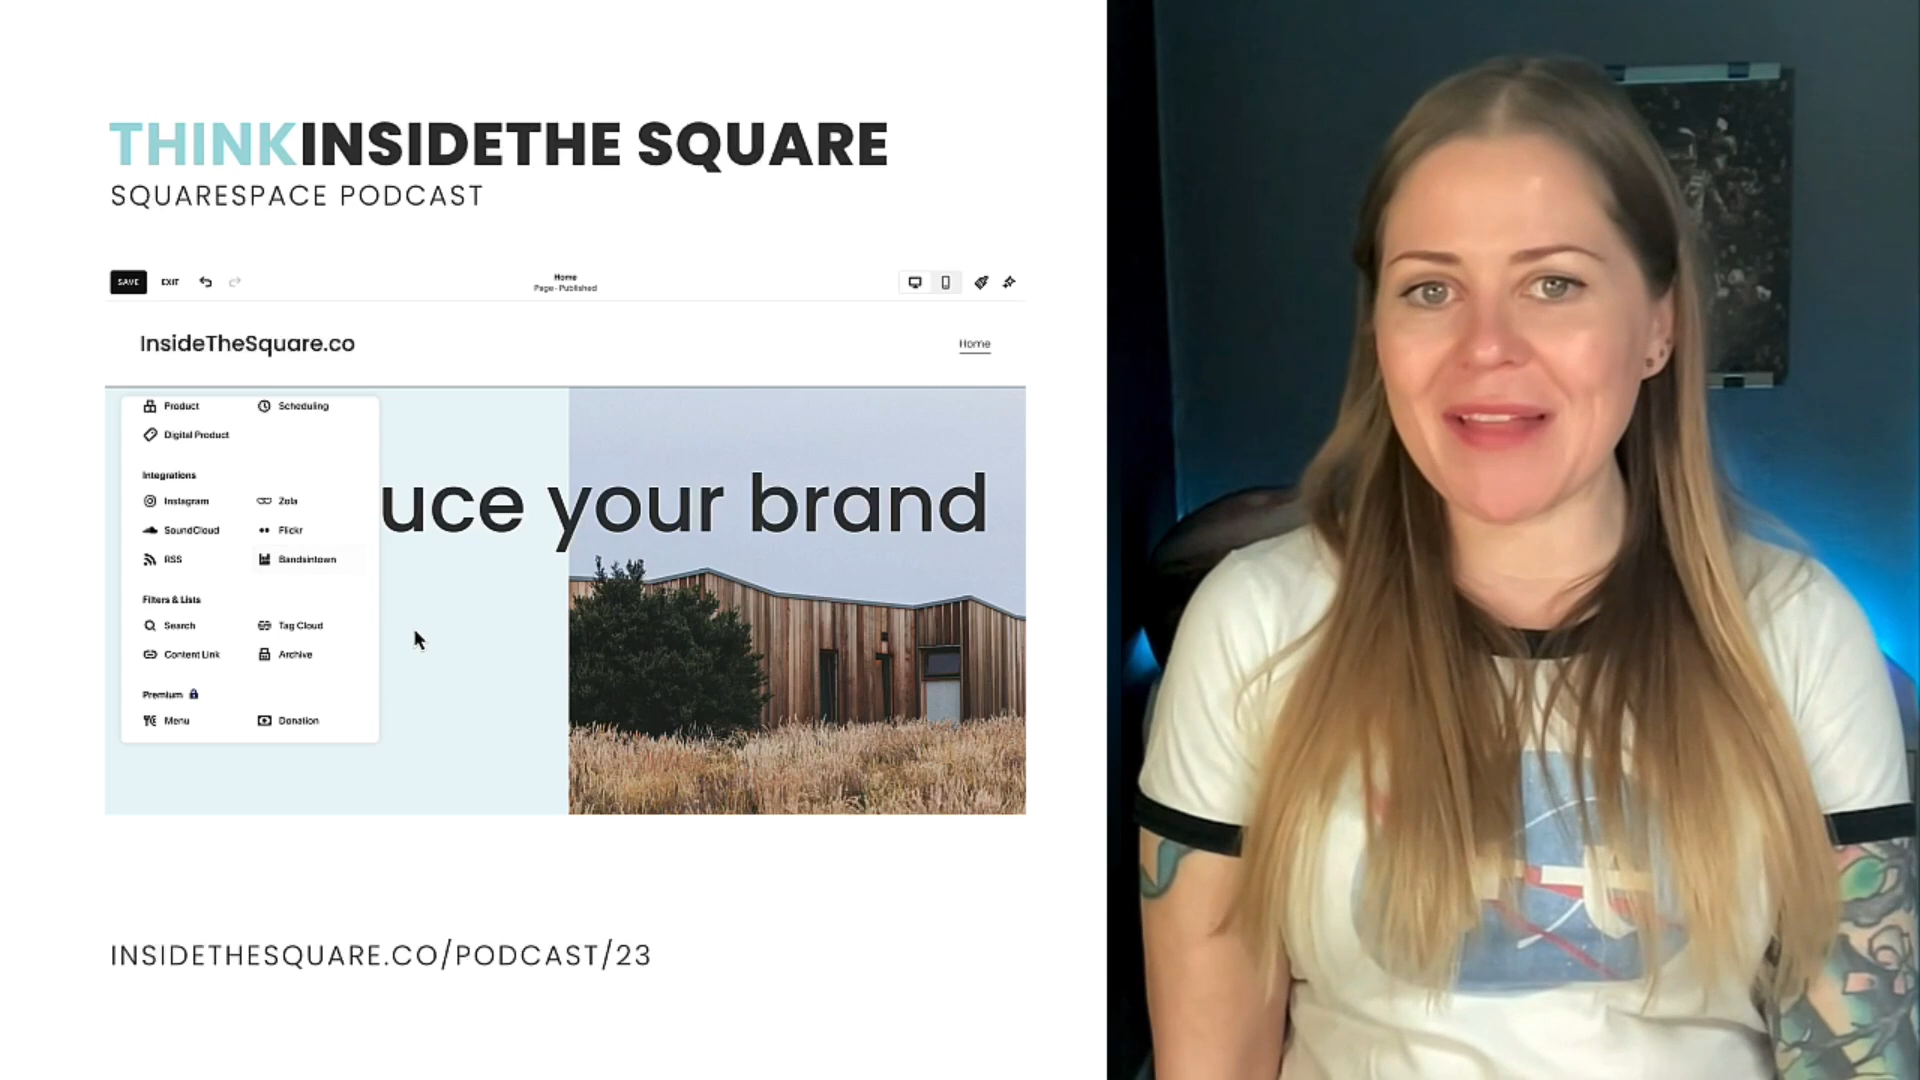 THINKINSIDETHE SQUARE
SQUARESPACE PODCAST
SAVE EXIT
Home
Page · Published
InsideTheSquare.co
Home
Product Scheduling
Digital Product
Integrations
Instagram Zola
SoundCloud Flickr
RSS Bandsintown
Filters & Lists
Search Tag Cloud
Content Link Archive
Premium
Menu Donation
uce your brand
INSIDETHESQUARE.CO/PODCAST/23